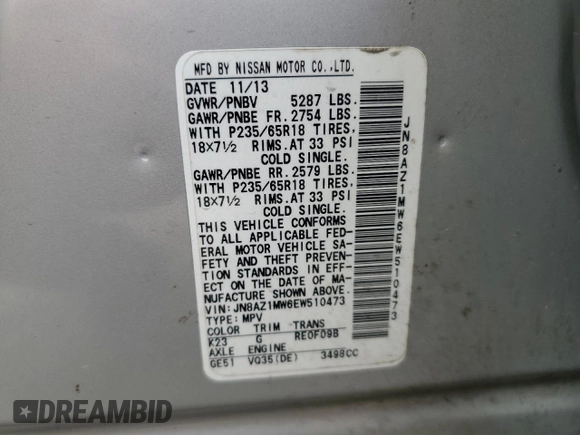 MFD BY NISSAN MOTOR CO.,LTD.
DATE 11/13
GVWR/PNBV 5287 LBS.
GAWR/PNBE FR. 2754 LBS.
WITH P235/65R18 TIRES,
18X7½ RIMS. AT 33 PSI
COLD SINGLE.
GAWR/PNBE RR. 2579 LBS.
WITH P235/65R18 TIRES,
18X7½ RIMS. AT 33 PSI
COLD SINGLE.
THIS VEHICLE CONFORMS
TO ALL APPLICABLE FED-
ERAL MOTOR VEHICLE SA-
FETY AND THEFT PREVEN-
TION STANDARDS IN EFF-
ECT ON THE DATE OF MA-
NUFACTURE SHOWN ABOVE.
VIN: JN8AZ1MW6EW510473
TYPE: MPV
COLOR TRIM TRANS
K23 G RE0F09B
AXLE ENGINE
GE51 VQ35(DE) 3498CC
JN8AZ1MW6EW510473
DREAMBID